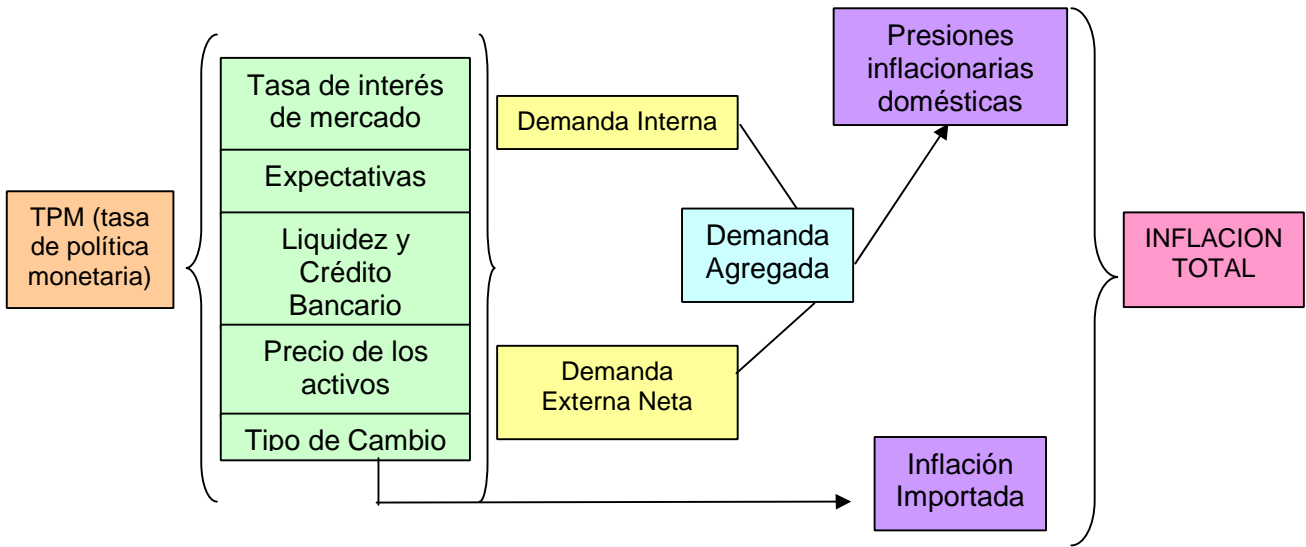 TPM (tasa
de política
monetaria)
Tasa de interés
de mercado
Expectativas
Liquidez y
Crédito
Bancario
Precio de los
activos
Tipo de Cambio
Demanda Interna
Demanda
Externa Neta
Demanda
Agregada
Presiones
inflacionarias
domésticas
Inflación
Importada
INFLACION
TOTAL